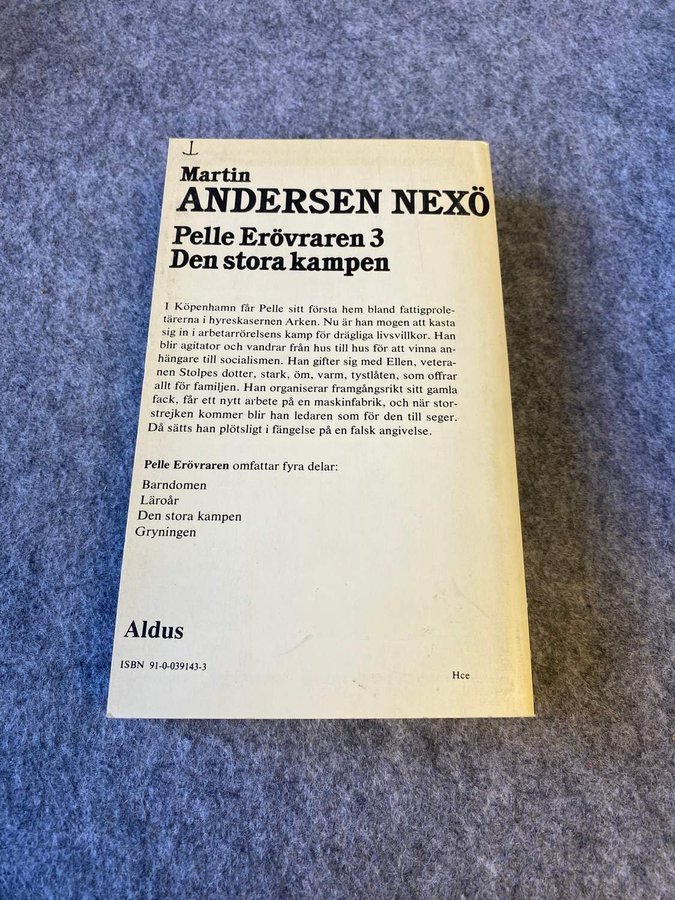 Martin
ANDERSEN NEXÖ
Pelle Erövraren 3
Den stora kampen
I Köpenhamn får Pelle sitt första hem bland fattigprole-
tärerna i hyreskasernen Arken. Nu är han mogen att kasta
sig in i arbetarrörelsens kamp för drägliga livsvillkor. Han
blir agitator och vandrar från hus till hus för att vinna an-
hängare till socialismen. Han gifter sig med Ellen, vetera-
nen Stolpes dotter, stark, öm, varm, tystlåten, som offrar
allt för familjen. Han organiserar framgångsrikt sitt gamla
fack, får ett nytt arbete på en maskinfabrik, och när stor-
strejken kommer blir han ledaren som för den till seger.
Då sätts han plötsligt i fängelse på en falsk angivelse.
Pelle Erövraren omfattar fyra delar:
Barndomen
Läroår
Den stora kampen
Gryningen
Aldus
ISBN 91-0-039143-3
Hce